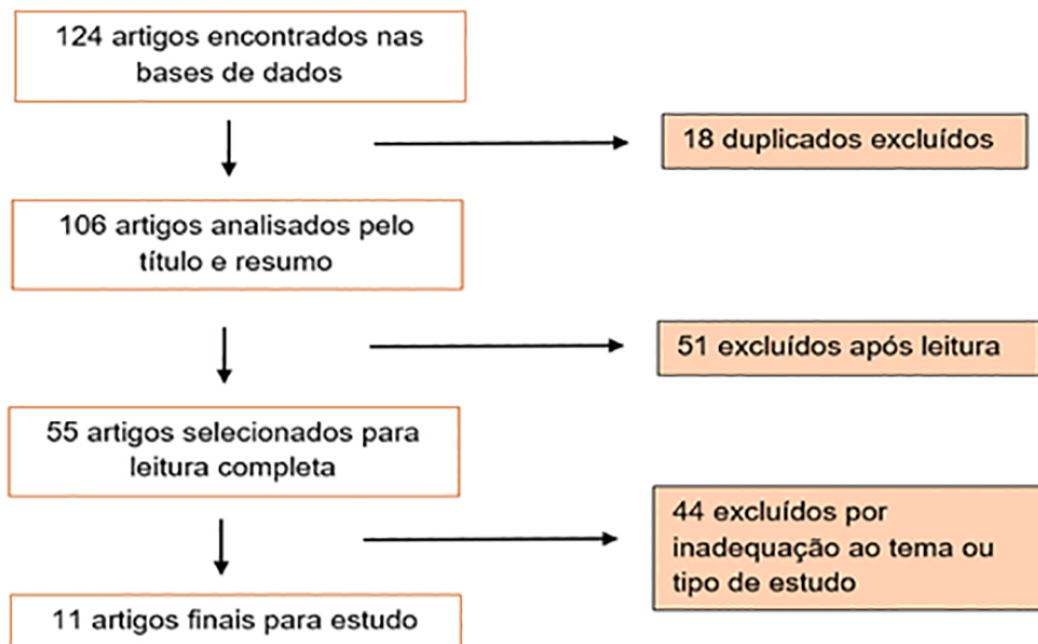 124 artigos encontrados nas
bases de dados
18 duplicados excluídos
106 artigos analisados pelo
título e resumo
51 excluídos após leitura
55 artigos selecionados para
leitura completa
44 excluídos por
inadequação ao tema ou
tipo de estudo
11 artigos finais para estudo